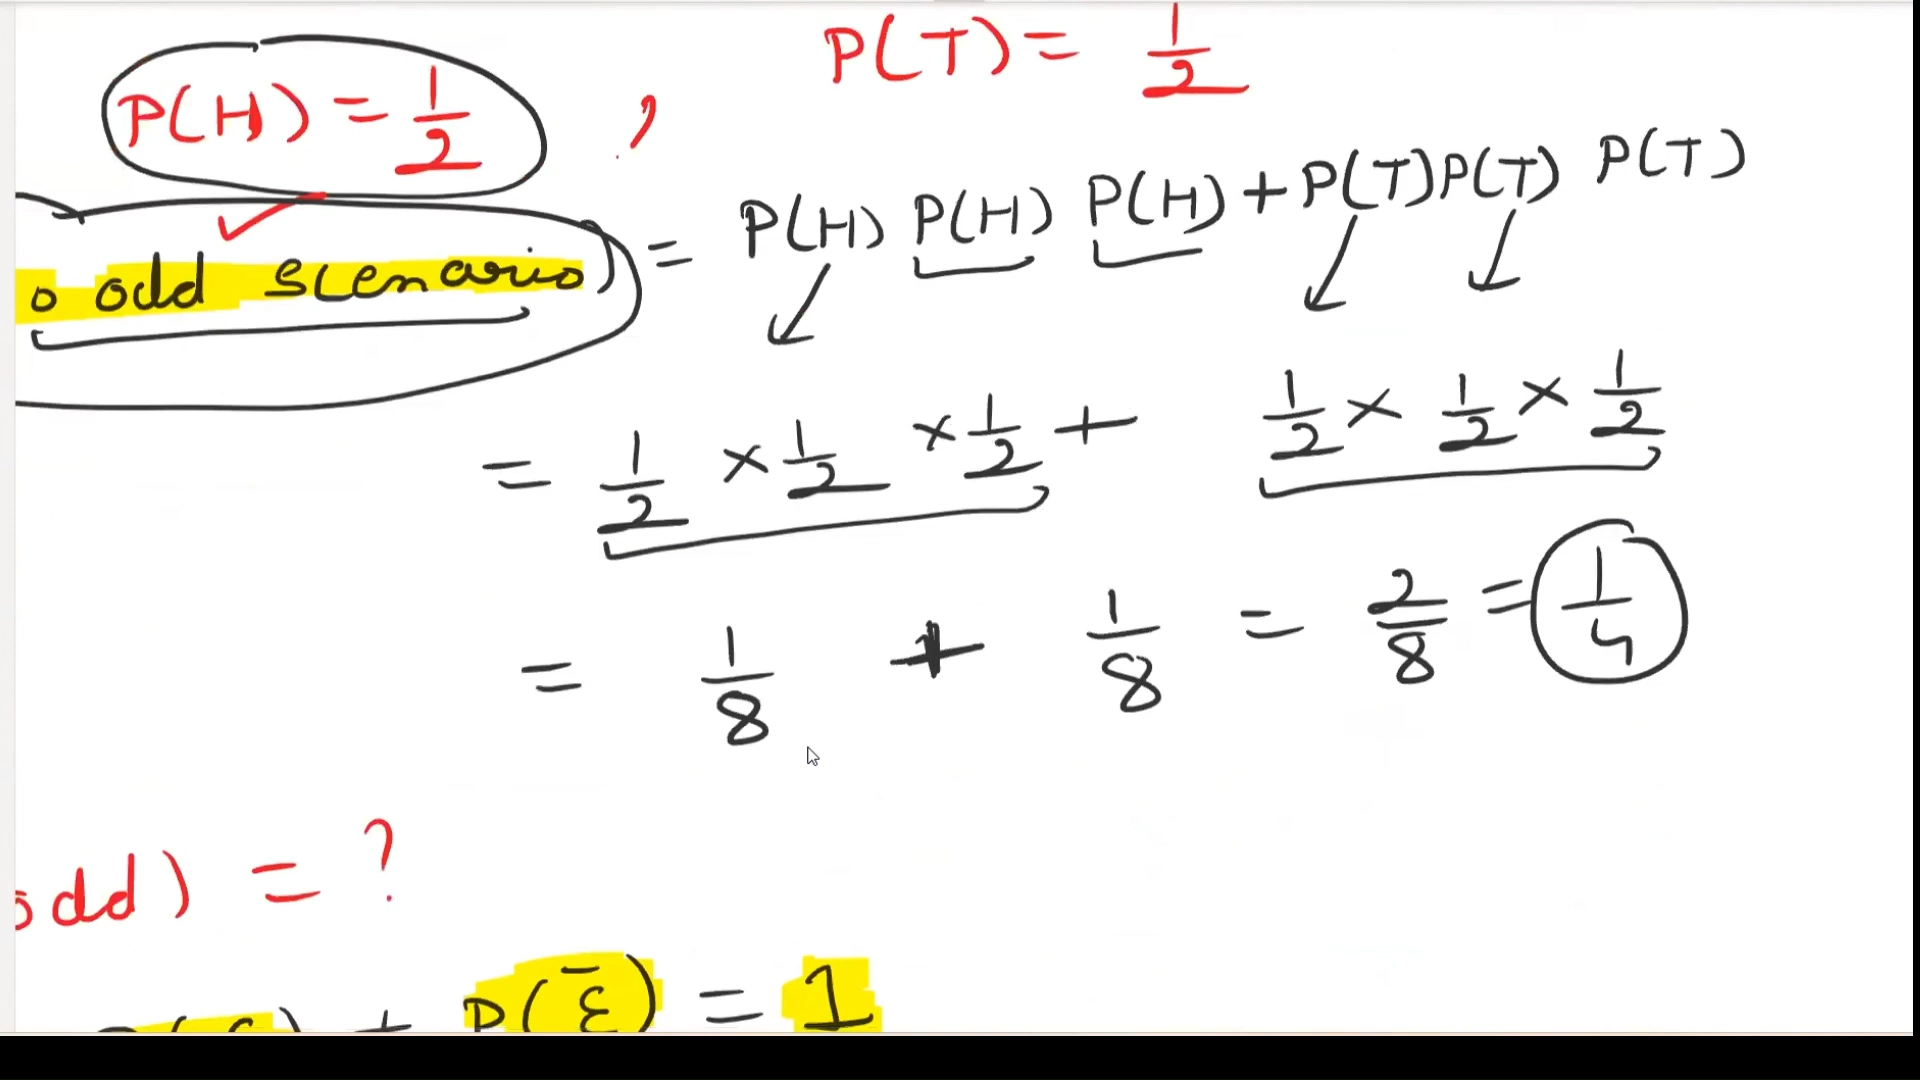 P(T) = 1/2
P(H) = 1/2 ,
o odd scenario) = P(H) P(H) P(H) + P(T) P(T) P(T)
= 1/2 × 1/2 × 1/2 + 1/2 × 1/2 × 1/2
= 1/8 + 1/8 = 2/8 = 1/4
odd) = ?
+ P(Ē) = 1